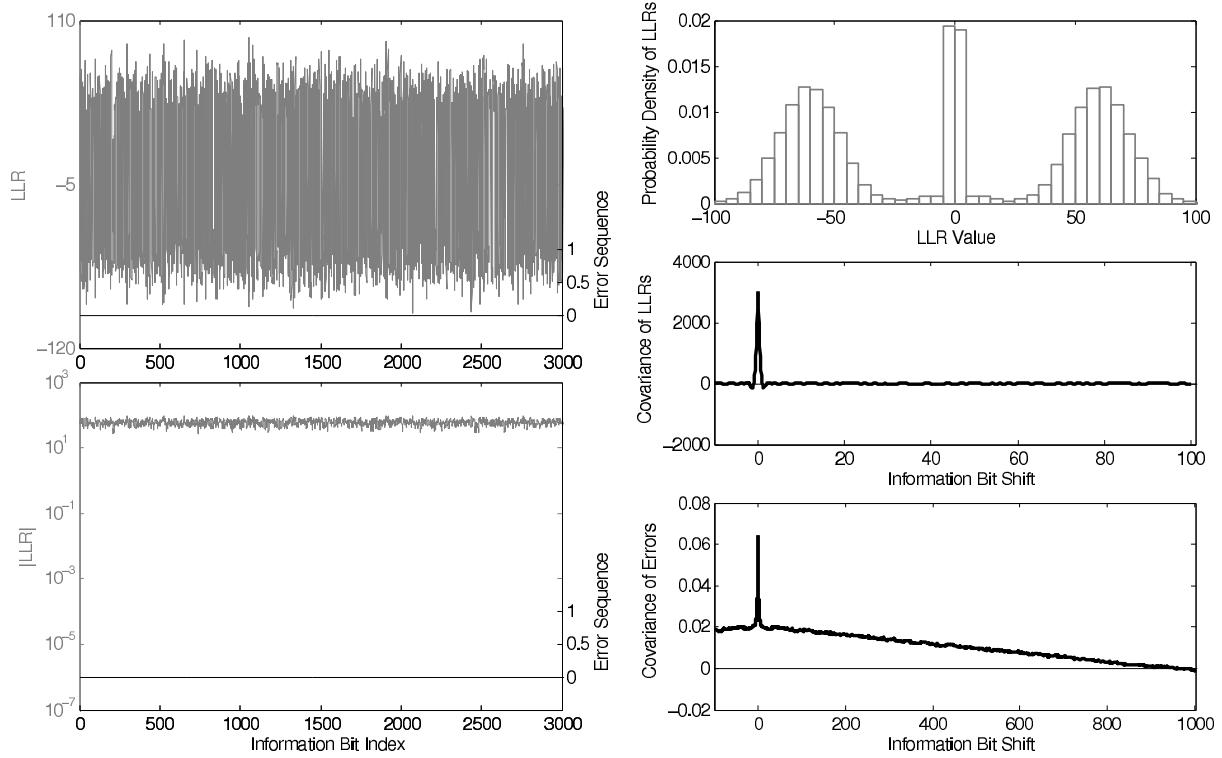 110
−5
−120
LLR
1
0.5
0
Error Sequence
0 500 1000 1500 2000 2500 3000
10³
10¹
10⁻¹
10⁻³
10⁻⁵
10⁻⁷
|LLR|
1
0.5
0
Error Sequence
0 500 1000 1500 2000 2500 3000
Information Bit Index
0.02
0.015
0.01
0.005
0
Probability Density of LLRs
−100 −50 0 50 100
LLR Value
4000
2000
0
−2000
Covariance of LLRs
0 20 40 60 80 100
Information Bit Shift
0.08
0.06
0.04
0.02
0
−0.02
Covariance of Errors
0 200 400 600 800 1000
Information Bit Shift